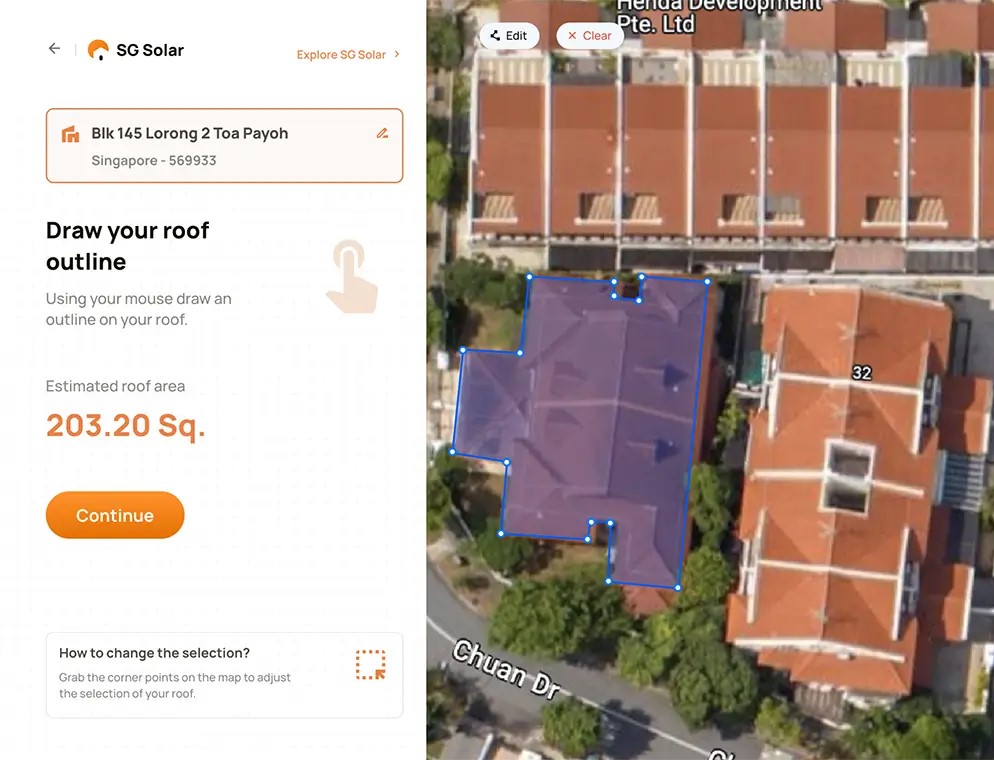 SG Solar
Explore SG Solar
Blk 145 Lorong 2 Toa Payoh
Singapore - 569933
Draw your roof
outline
Using your mouse draw an
outline on your roof.
Estimated roof area
203.20 Sq.
Continue
How to change the selection?
Grab the corner points on the map to adjust
the selection of your roof.
Henda Development
Pte. Ltd
Edit
Clear
32
Chuan Dr